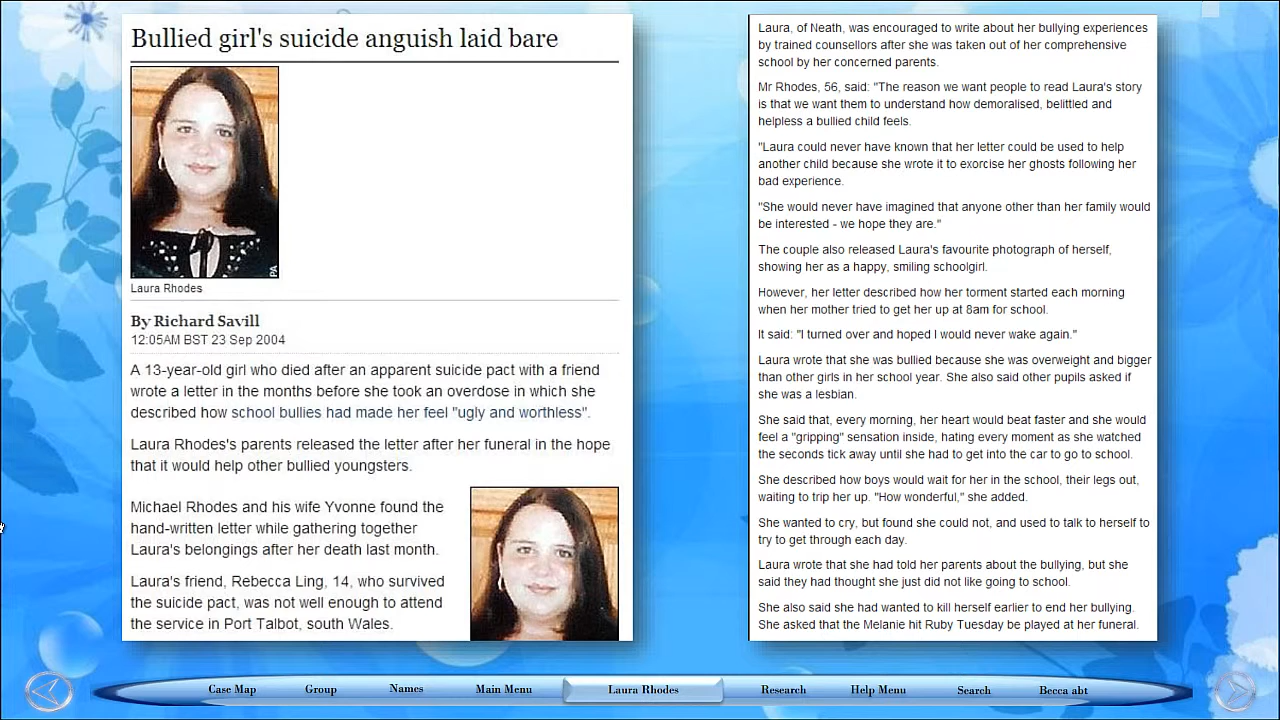 Bullied girl's suicide anguish laid bare
PA
Laura Rhodes
By Richard Savill
12:05AM BST 23 Sep 2004
A 13-year-old girl who died after an apparent suicide pact with a friend
wrote a letter in the months before she took an overdose in which she
described how school bullies had made her feel "ugly and worthless".
Laura Rhodes's parents released the letter after her funeral in the hope
that it would help other bullied youngsters.
Michael Rhodes and his wife Yvonne found the
hand-written letter while gathering together
Laura's belongings after her death last month.
Laura's friend, Rebecca Ling, 14, who survived
the suicide pact, was not well enough to attend
the service in Port Talbot, south Wales.
Laura, of Neath, was encouraged to write about her bullying experiences
by trained counsellors after she was taken out of her comprehensive
school by her concerned parents.
Mr Rhodes, 56, said: "The reason we want people to read Laura's story
is that we want them to understand how demoralised, belittled and
helpless a bullied child feels.
"Laura could never have known that her letter could be used to help
another child because she wrote it to exorcise her ghosts following her
bad experience.
"She would never have imagined that anyone other than her family would
be interested - we hope they are."
The couple also released Laura's favourite photograph of herself,
showing her as a happy, smiling schoolgirl.
However, her letter described how her torment started each morning
when her mother tried to get her up at 8am for school.
It said: "I turned over and hoped I would never wake again."
Laura wrote that she was bullied because she was overweight and bigger
than other girls in her school year. She also said other pupils asked if
she was a lesbian.
She said that, every morning, her heart would beat faster and she would
feel a "gripping" sensation inside, hating every moment as she watched
the seconds tick away until she had to get into the car to go to school.
She described how boys would wait for her in the school, their legs out,
waiting to trip her up. "How wonderful," she added.
She wanted to cry, but found she could not, and used to talk to herself to
try to get through each day.
Laura wrote that she had told her parents about the bullying, but she
said they had thought she just did not like going to school.
She also said she had wanted to kill herself earlier to end her bullying.
She asked that the Melanie hit Ruby Tuesday be played at her funeral.
Case Map Group Names Main Menu Laura Rhodes Research Help Menu Search Becca abt